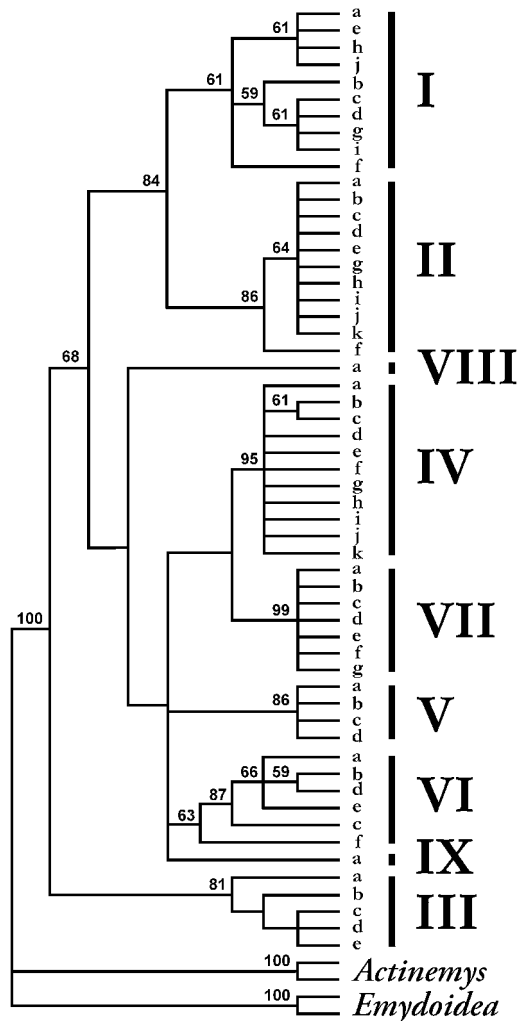 61 a
e
h
j
61 59 b
c
61 d
g
i
f
I
84 a
b
c
d
64 e
g
h
i
j
86 k
f
II
68 a
VIII
a
61 b
c
d
e
95 f
g
h
i
j
k
IV
a
b
c
99 d
e
f
g
VII
100
a
86 b
c
d
V
a
66 59 b
87 d
e
63 c
f
VI
a
IX
81 a
b
c
d
e
III
100 Actinemys
100 Emydoidea